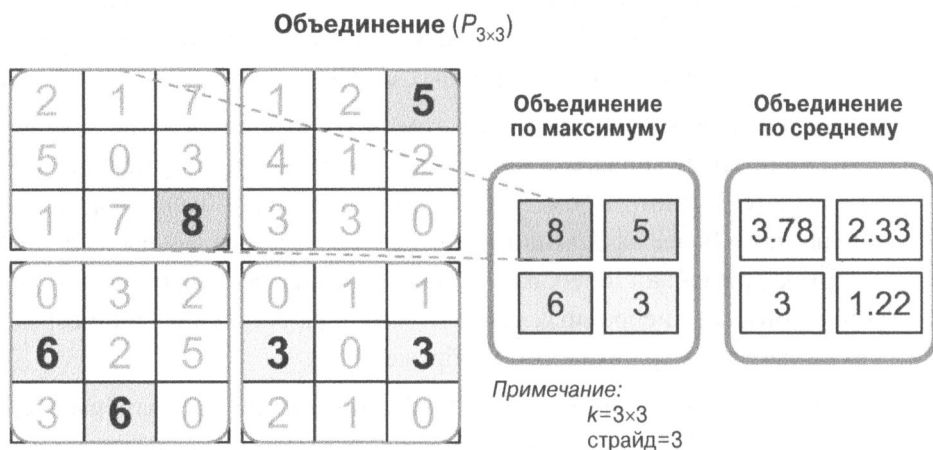 Объединение (P3×3)
2 1 7 1 2 5
5 0 3 4 1 2
1 7 8 3 3 0
0 3 2 0 1 1
6 2 5 3 0 3
3 6 0 2 1 0
Объединение
по максимуму
8 5
6 3
Объединение
по среднему
3.78 2.33
3 1.22
Примечание:
k=3×3
страйд=3